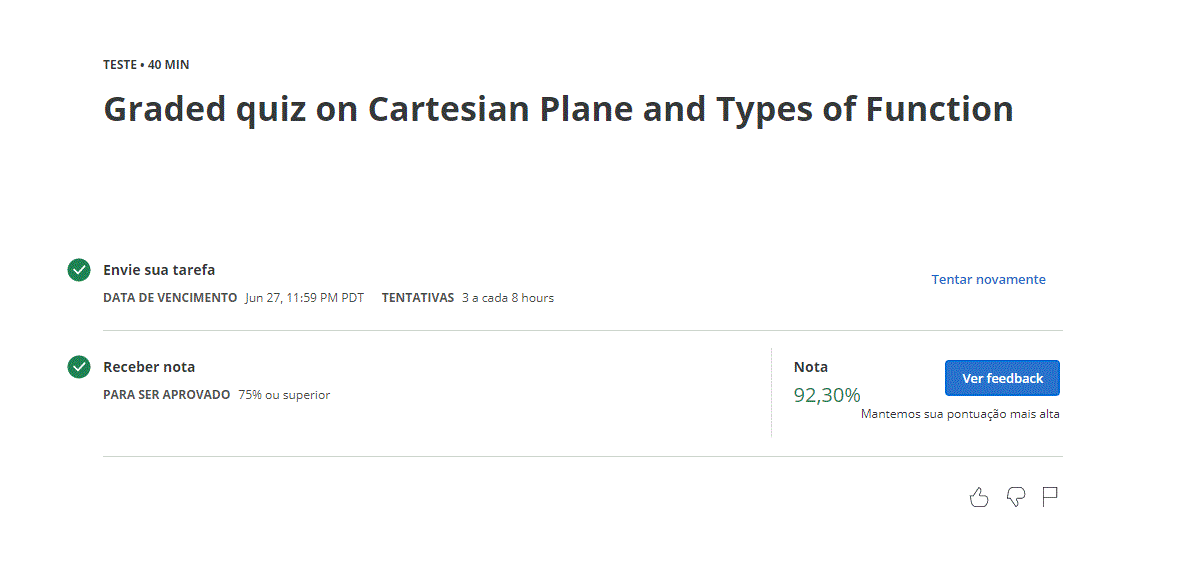 TESTE • 40 MIN
Graded quiz on Cartesian Plane and Types of Function
Envie sua tarefa
DATA DE VENCIMENTO Jun 27, 11:59 PM PDT TENTATIVAS 3 a cada 8 hours
Tentar novamente
Receber nota
PARA SER APROVADO 75% ou superior
Nota
92,30%
Ver feedback
Mantemos sua pontuação mais alta